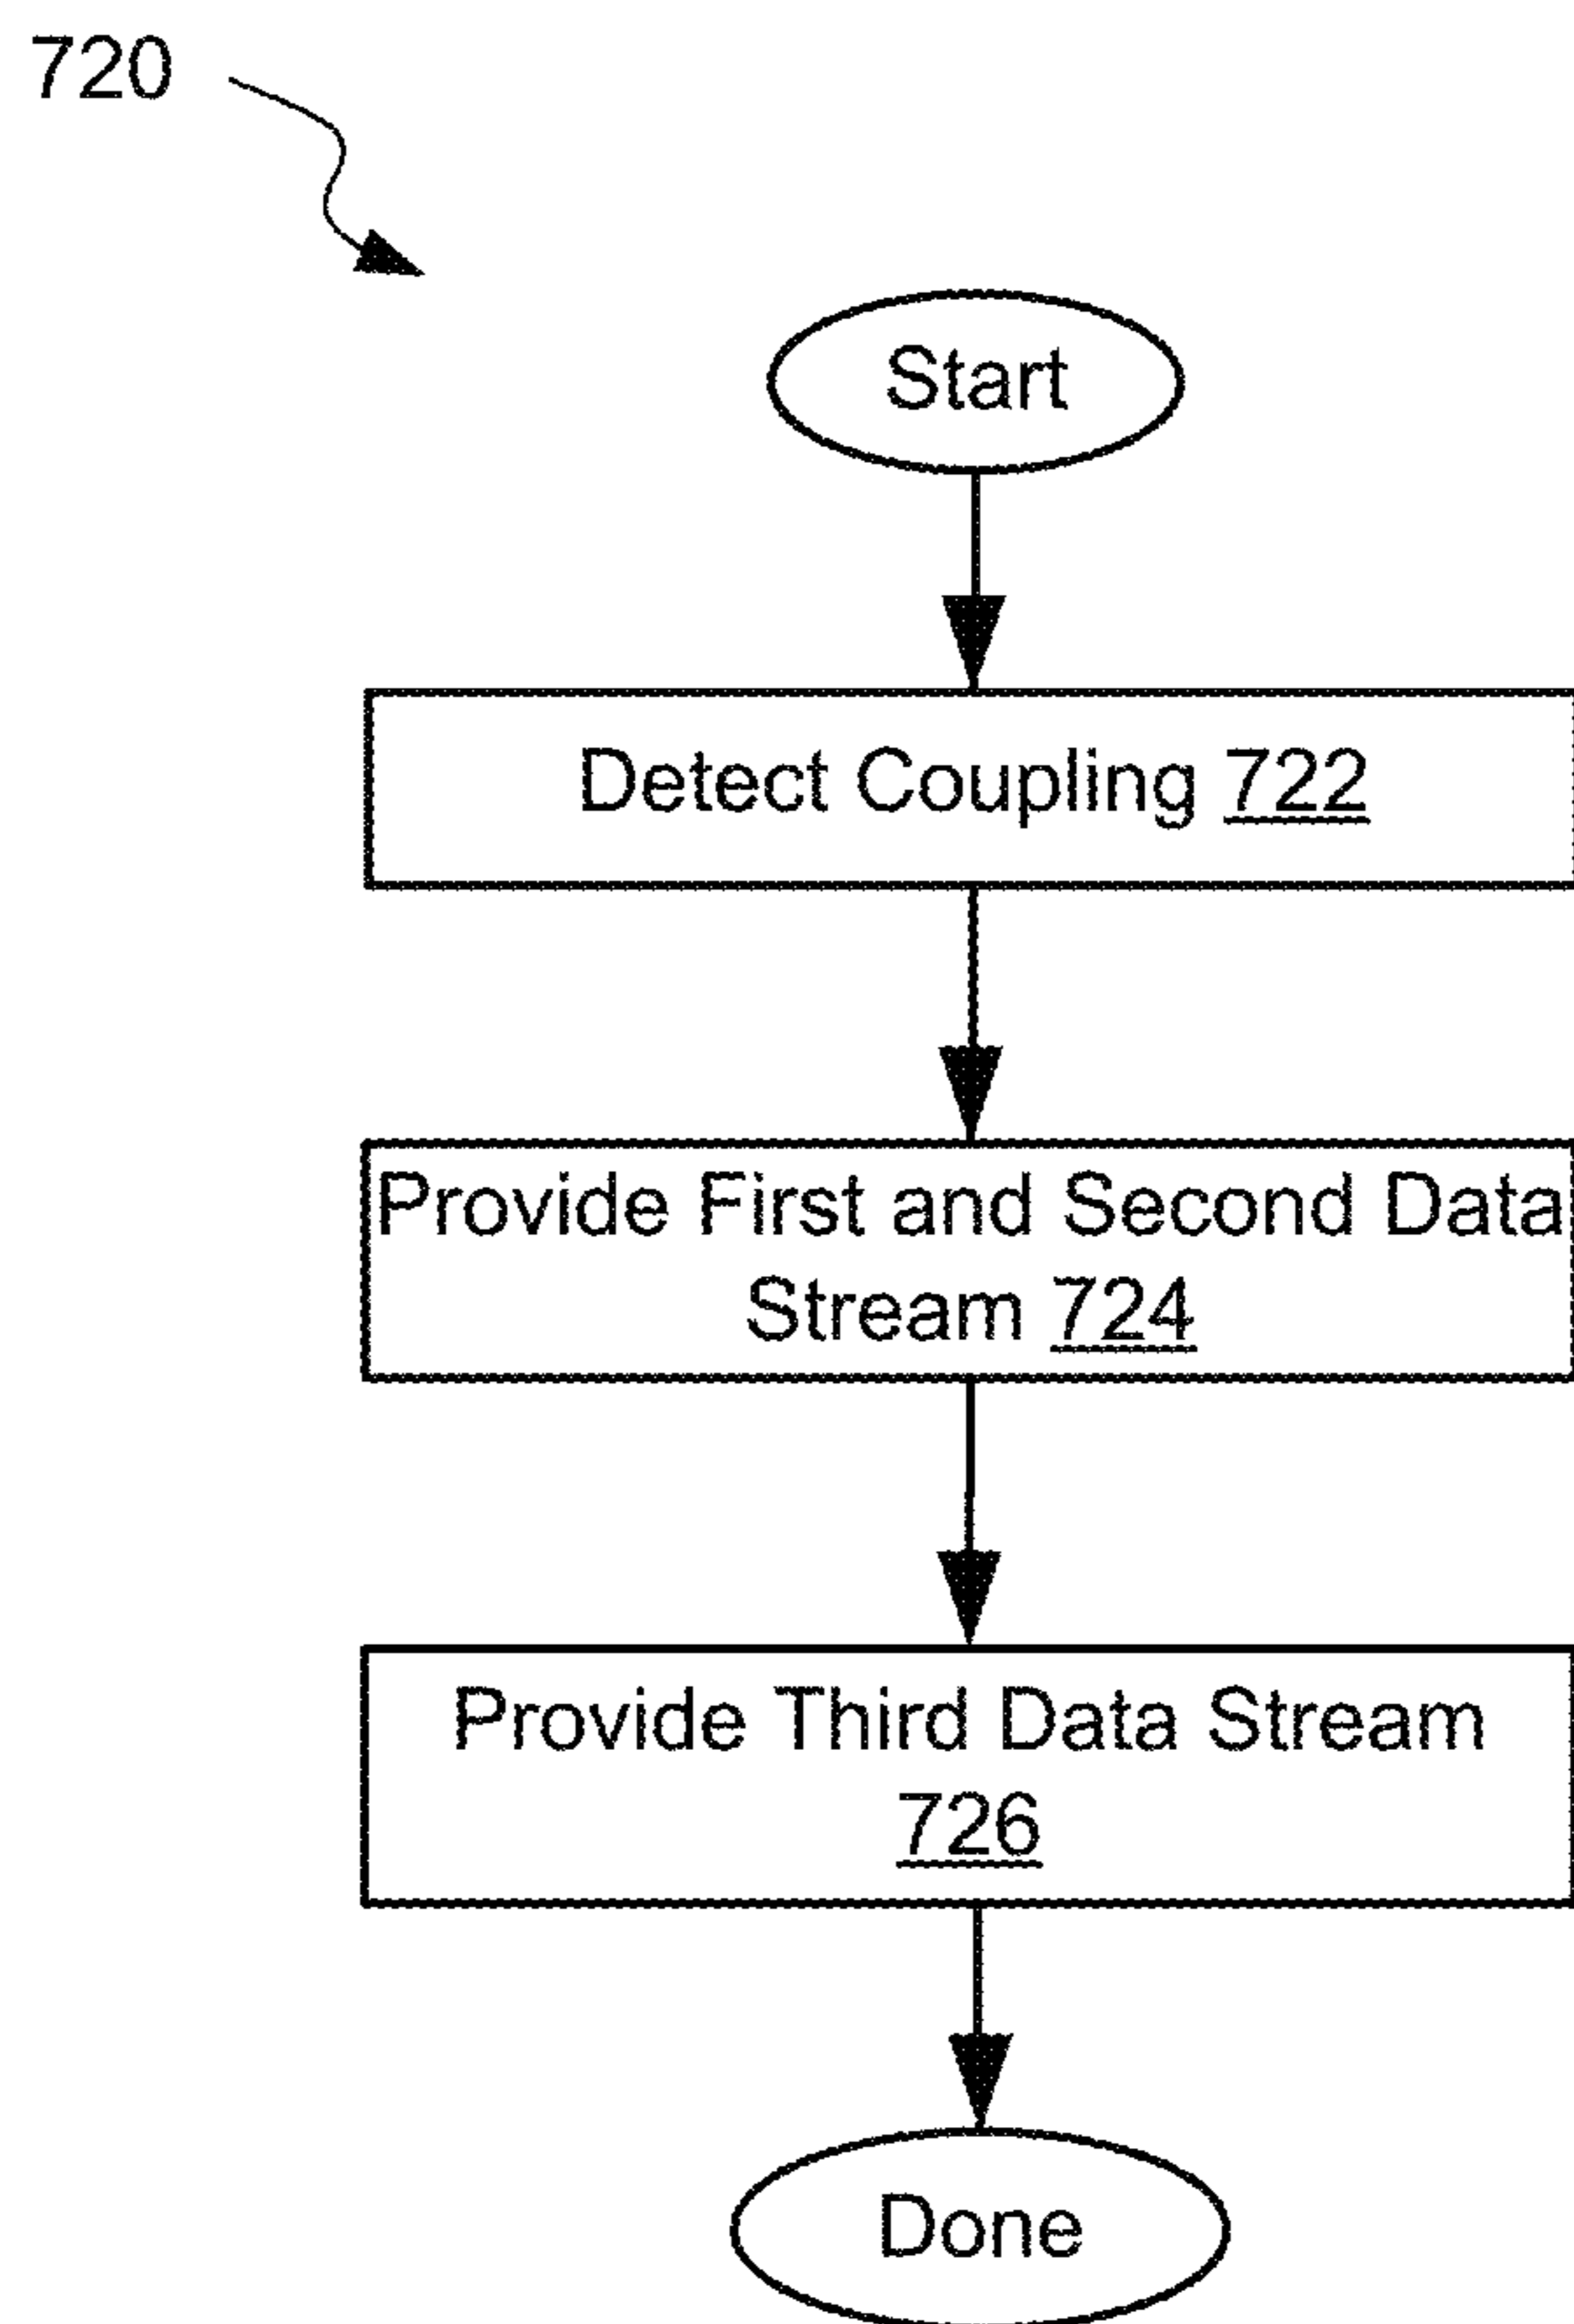 720
Start
Detect Coupling 722
Provide First and Second Data
Stream 724
Provide Third Data Stream
726
Done